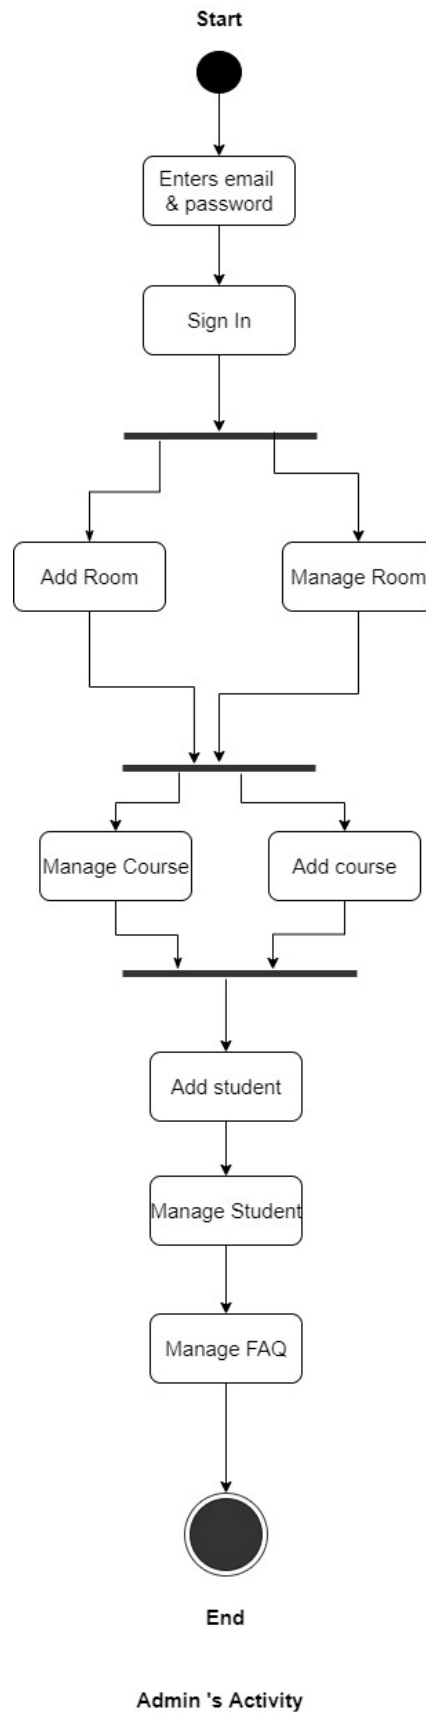 Start
Enters email
& password
Sign In
Add Room
Manage Room
Manage Course
Add course
Add student
Manage Student
Manage FAQ
End
Admin 's Activity